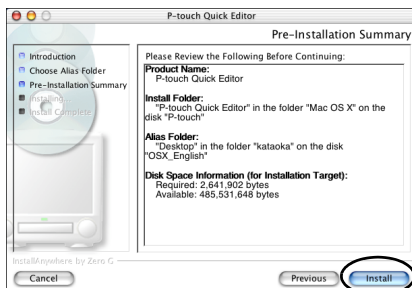 P-touch Quick Editor
Pre-Installation Summary
Introduction
Choose Alias Folder
Pre-Installation Summary
Installing...
Install Complete
Please Review the Following Before Continuing:
Product Name:
P-touch Quick Editor
Install Folder:
"P-touch Quick Editor" in the folder "Mac OS X" on the
disk "P-touch"
Alias Folder:
"Desktop" in the folder "kataoka" on the disk
"OSX_English"
Disk Space Information (for Installation Target):
Required: 2,641,902 bytes
Available: 485,531,648 bytes
InstallAnywhere by Zero G
Cancel
Previous
Install